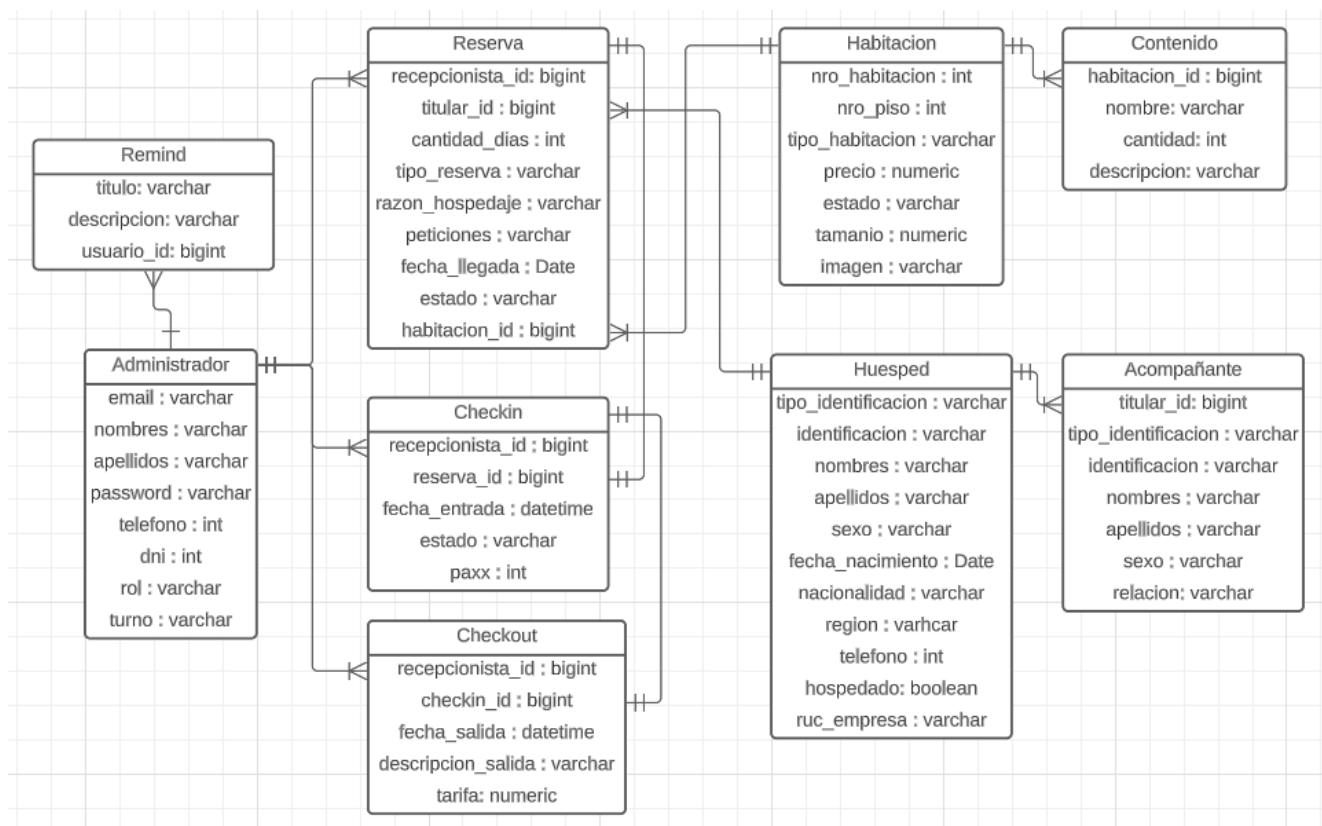 Remind
titulo: varchar
descripcion: varchar
usuario_id: bigint
Administrador
email : varchar
nombres : varchar
apellidos : varchar
password : varchar
telefono : int
dni : int
rol : varchar
turno : varchar
Reserva
recepcionista_id: bigint
titular_id : bigint
cantidad_dias : int
tipo_reserva : varchar
razon_hospedaje : varchar
peticiones : varchar
fecha_llegada : Date
estado : varchar
habitacion_id : bigint
Checkin
recepcionista_id : bigint
reserva_id : bigint
fecha_entrada : datetime
estado : varchar
paxx : int
Checkout
recepcionista_id : bigint
checkin_id : bigint
fecha_salida : datetime
descripcion_salida : varchar
tarifa: numeric
Habitacion
nro_habitacion : int
nro_piso : int
tipo_habitacion : varchar
precio : numeric
estado : varchar
tamanio : numeric
imagen : varchar
Contenido
habitacion_id : bigint
nombre: varchar
cantidad: int
descripcion: varchar
Huesped
tipo_identificacion : varchar
identificacion : varchar
nombres : varchar
apellidos : varchar
sexo : varchar
fecha_nacimiento : Date
nacionalidad : varchar
region : varhcar
telefono : int
hospedado: boolean
ruc_empresa : varchar
Acompañante
titular_id: bigint
tipo_identificacion : varchar
identificacion : varchar
nombres : varchar
apellidos : varchar
sexo : varchar
relacion: varchar